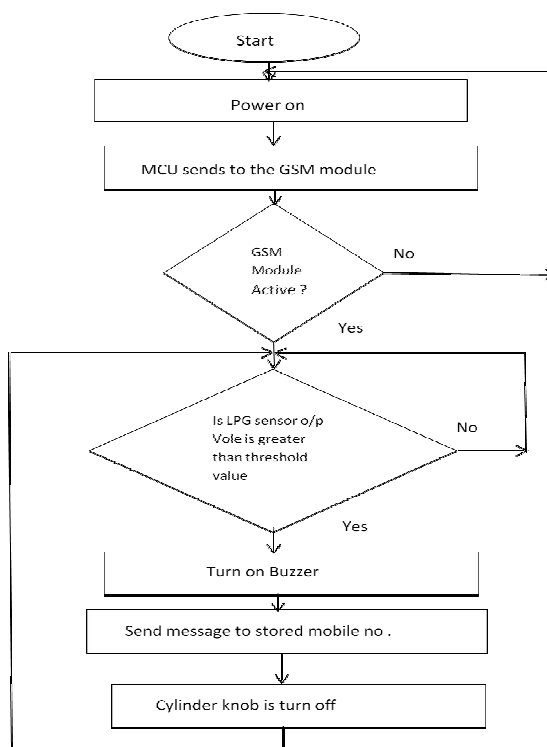 Start
Power on
MCU sends to the GSM module
GSM
Module
Active ?
No
Yes
Is LPG sensor o/p
Vole is greater
than threshold
value
No
Yes
Turn on Buzzer
Send message to stored mobile no .
Cylinder knob is turn off